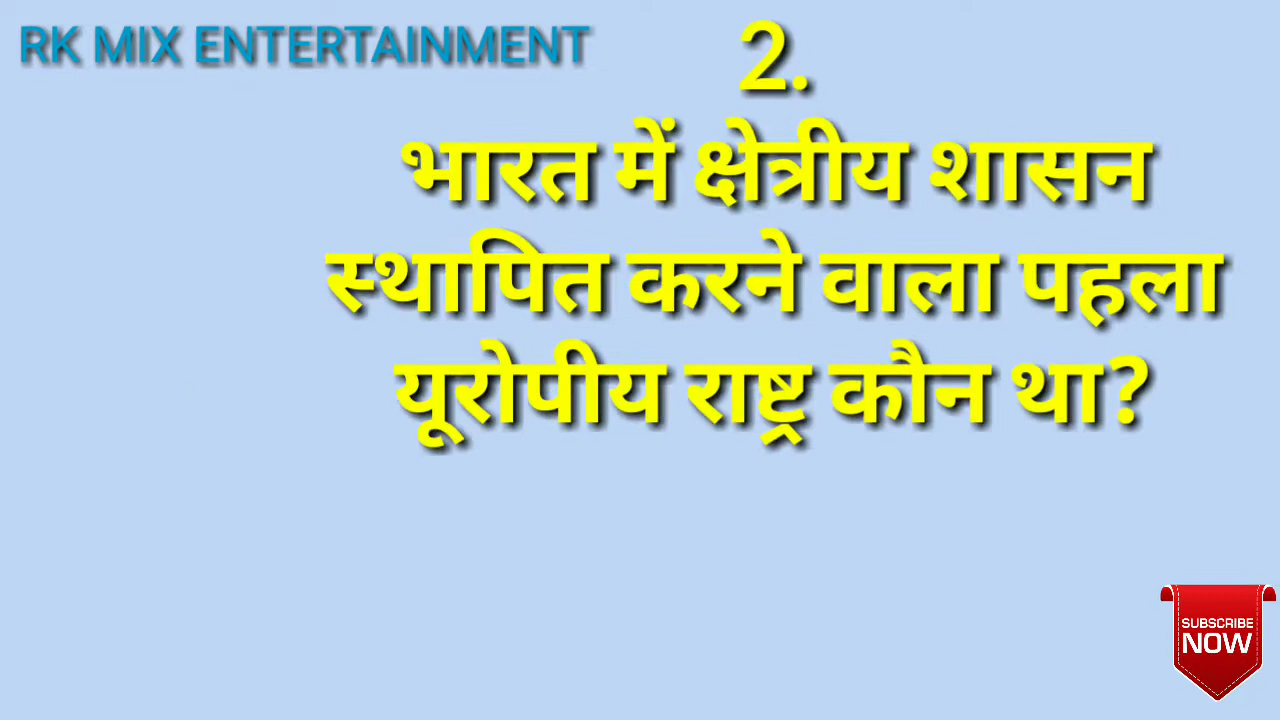 RK MIX ENTERTAINMENT
2.
भारत में क्षेत्रीय शासन
स्थापित करने वाला पहला
यूरोपीय राष्ट्र कौन था?
SUBSCRIBE
NOW